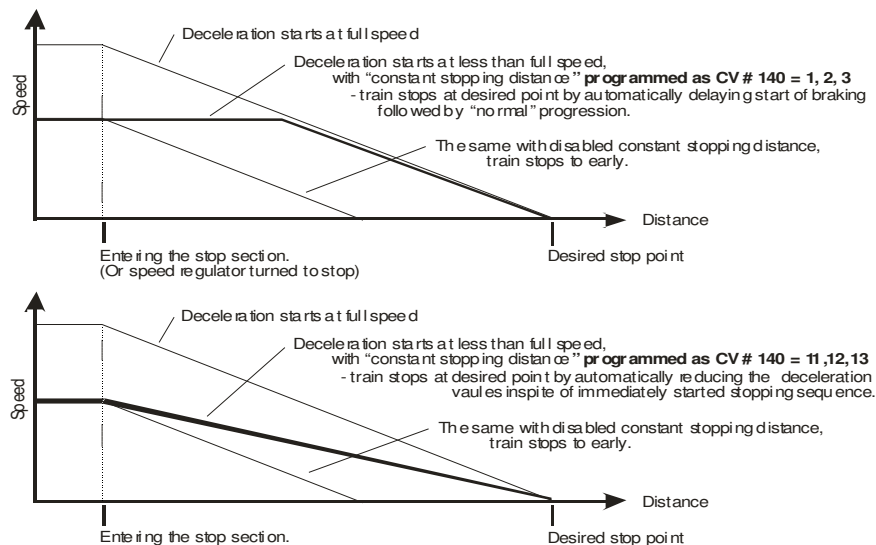 Deceleration starts at full speed
Deceleration starts at less than full speed,
with “constant stopping distance” programmed as CV # 140 = 1, 2, 3
- train stops at desired point by automatically delaying start of braking
followed by “normal” progression.
Speed
The same with disabled constant stopping distance,
train stops to early.
Distance
Entering the stop section.
(Or speed regulator turned to stop)
Desired stop point
Deceleration starts at full speed
Deceleration starts at less than full speed,
with “constant stopping distance” programmed as CV # 140 = 11,12,13
- train stops at desired point by automatically reducing the deceleration
vaules inspite of immediately started stopping sequence.
Speed
The same with disabled constant stopping distance,
train stops to early.
Distance
Entering the stop section.
Desired stop point